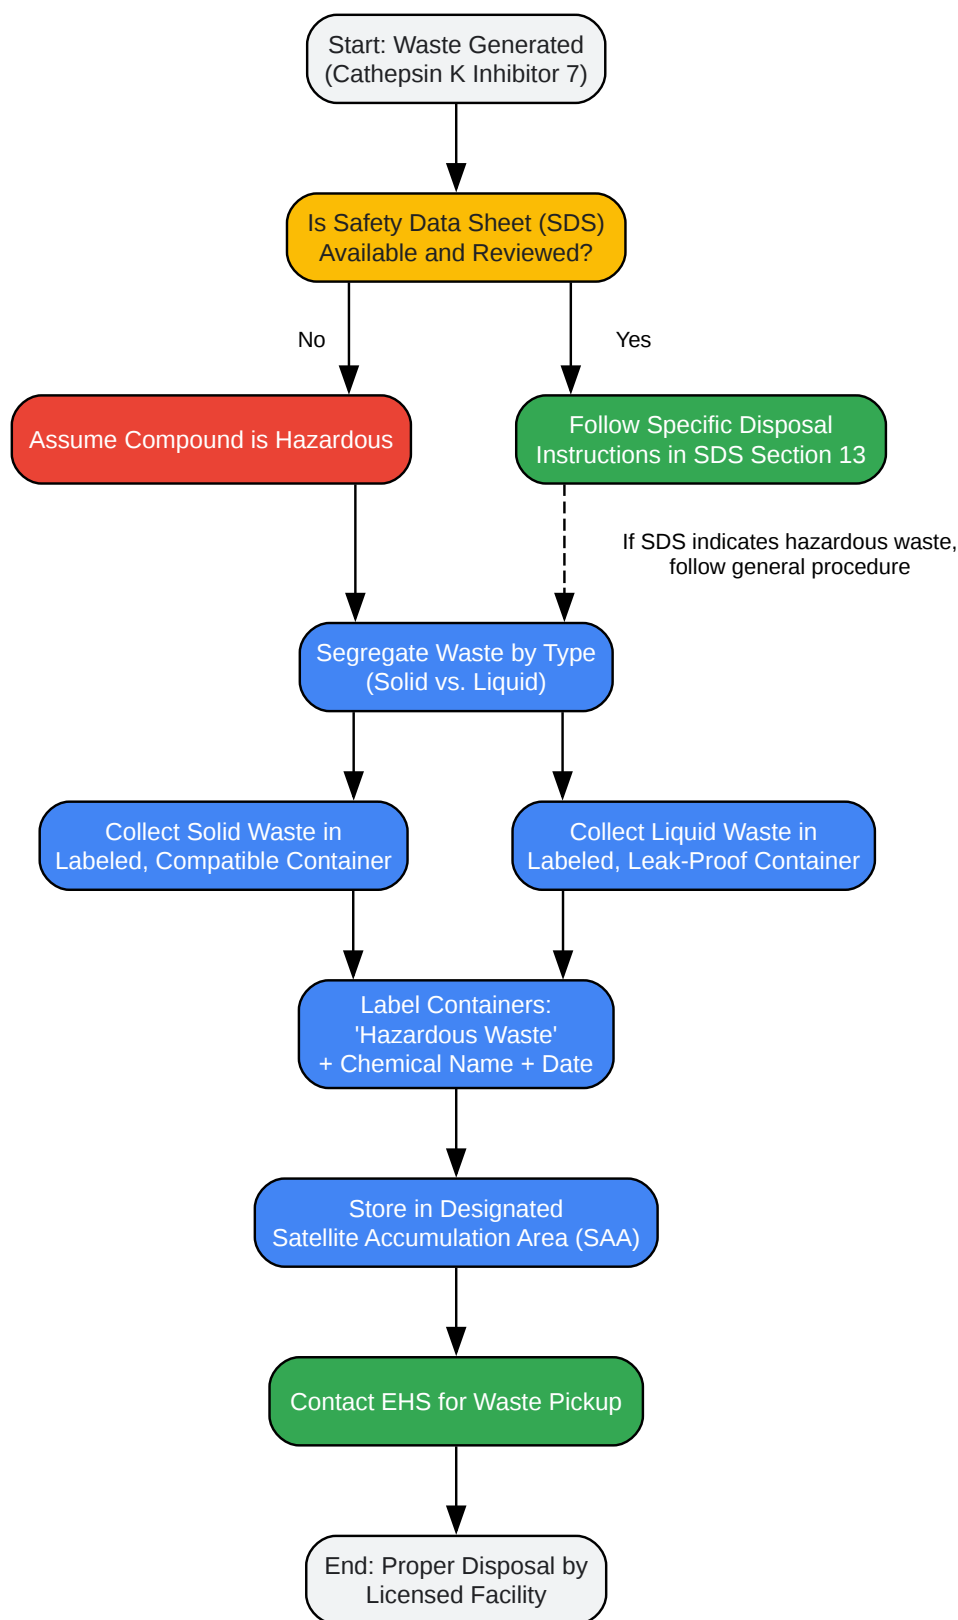 Start: Waste Generated
(Cathepsin K Inhibitor 7)
Is Safety Data Sheet (SDS)
Available and Reviewed?
No
Yes
Assume Compound is Hazardous
Follow Specific Disposal
Instructions in SDS Section 13
If SDS indicates hazardous waste,
follow general procedure
Segregate Waste by Type
(Solid vs. Liquid)
Collect Solid Waste in
Labeled, Compatible Container
Collect Liquid Waste in
Labeled, Leak-Proof Container
Label Containers:
'Hazardous Waste'
+ Chemical Name + Date
Store in Designated
Satellite Accumulation Area (SAA)
Contact EHS for Waste Pickup
End: Proper Disposal by
Licensed Facility